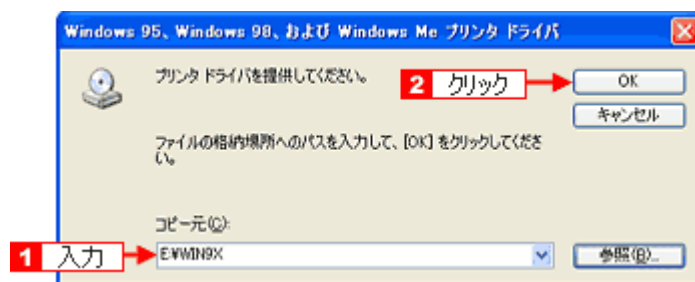 Windows 95、Windows 98、および Windows Me プリンタ ドライバ
プリンタ ドライバを提供してください。
2 クリック
OK
キャンセル
ファイルの格納場所へのパスを入力して、[OK] をクリックしてくださ
い。
コピー元(C):
1 入力
E:¥WIN9X
参照(B)...